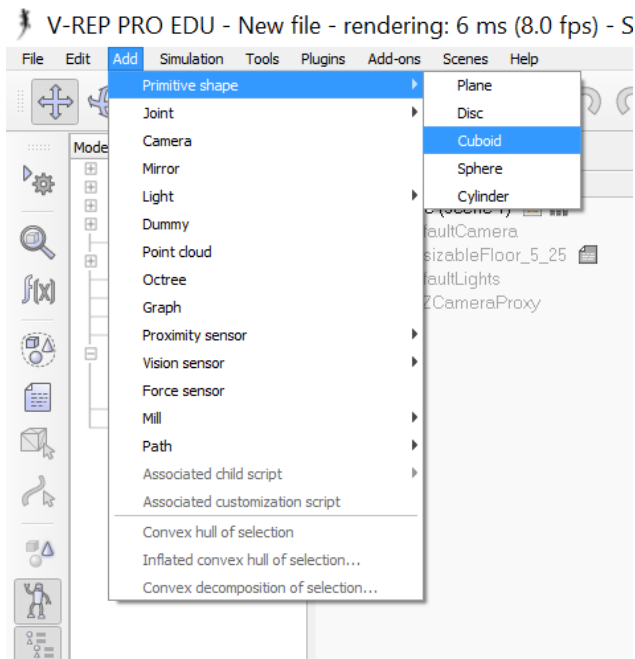 V-REP PRO EDU - New file - rendering: 6 ms (8.0 fps) - S
File Edit Add Simulation Tools Plugins Add-ons Scenes Help
Mode
Primitive shape
Joint
Camera
Mirror
Light
Dummy
Point cloud
Octree
Graph
Proximity sensor
Vision sensor
Force sensor
Mill
Path
Associated child script
Associated customization script
Convex hull of selection
Inflated convex hull of selection...
Convex decomposition of selection...
Plane
Disc
Cuboid
Sphere
Cylinder
aultCamera
sizableFloor_5_25
aultLights
ZCameraProxy
f(x)